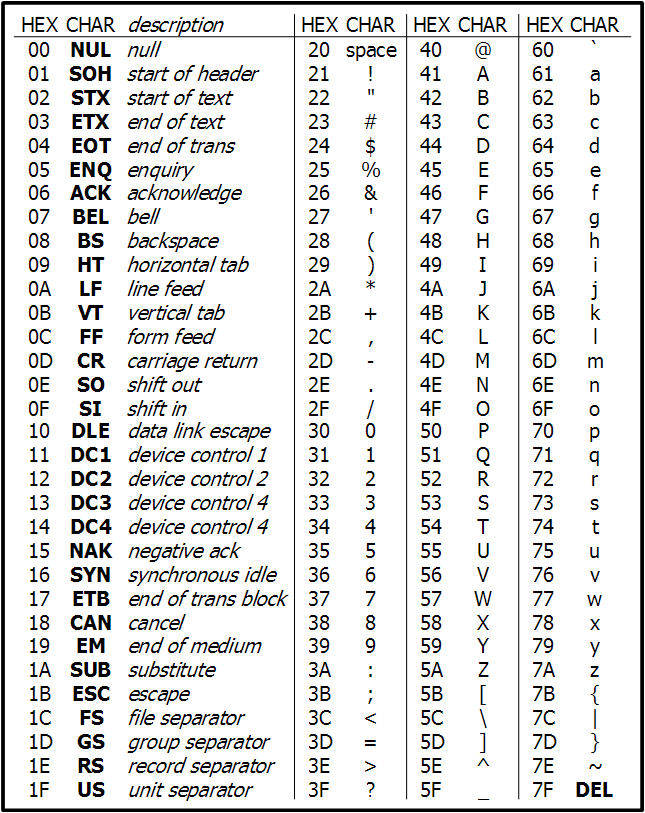 HEX CHAR description HEX CHAR HEX CHAR HEX CHAR
00 NUL null 20 space 40 @ 60 `
01 SOH start of header 21 ! 41 A 61 a
02 STX start of text 22 " 42 B 62 b
03 ETX end of text 23 # 43 C 63 c
04 EOT end of trans 24 $ 44 D 64 d
05 ENQ enquiry 25 % 45 E 65 e
06 ACK acknowledge 26 & 46 F 66 f
07 BEL bell 27 ' 47 G 67 g
08 BS backspace 28 ( 48 H 68 h
09 HT horizontal tab 29 ) 49 I 69 i
0A LF line feed 2A * 4A J 6A j
0B VT vertical tab 2B + 4B K 6B k
0C FF form feed 2C , 4C L 6C l
0D CR carriage return 2D - 4D M 6D m
0E SO shift out 2E . 4E N 6E n
0F SI shift in 2F / 4F O 6F o
10 DLE data link escape 30 0 50 P 70 p
11 DC1 device control 1 31 1 51 Q 71 q
12 DC2 device control 2 32 2 52 R 72 r
13 DC3 device control 4 33 3 53 S 73 s
14 DC4 device control 4 34 4 54 T 74 t
15 NAK negative ack 35 5 55 U 75 u
16 SYN synchronous idle 36 6 56 V 76 v
17 ETB end of trans block 37 7 57 W 77 w
18 CAN cancel 38 8 58 X 78 x
19 EM end of medium 39 9 59 Y 79 y
1A SUB substitute 3A : 5A Z 7A z
1B ESC escape 3B ; 5B [ 7B {
1C FS file separator 3C < 5C \ 7C |
1D GS group separator 3D = 5D ] 7D }
1E RS record separator 3E > 5E ^ 7E ~
1F US unit separator 3F ? 5F _ 7F DEL